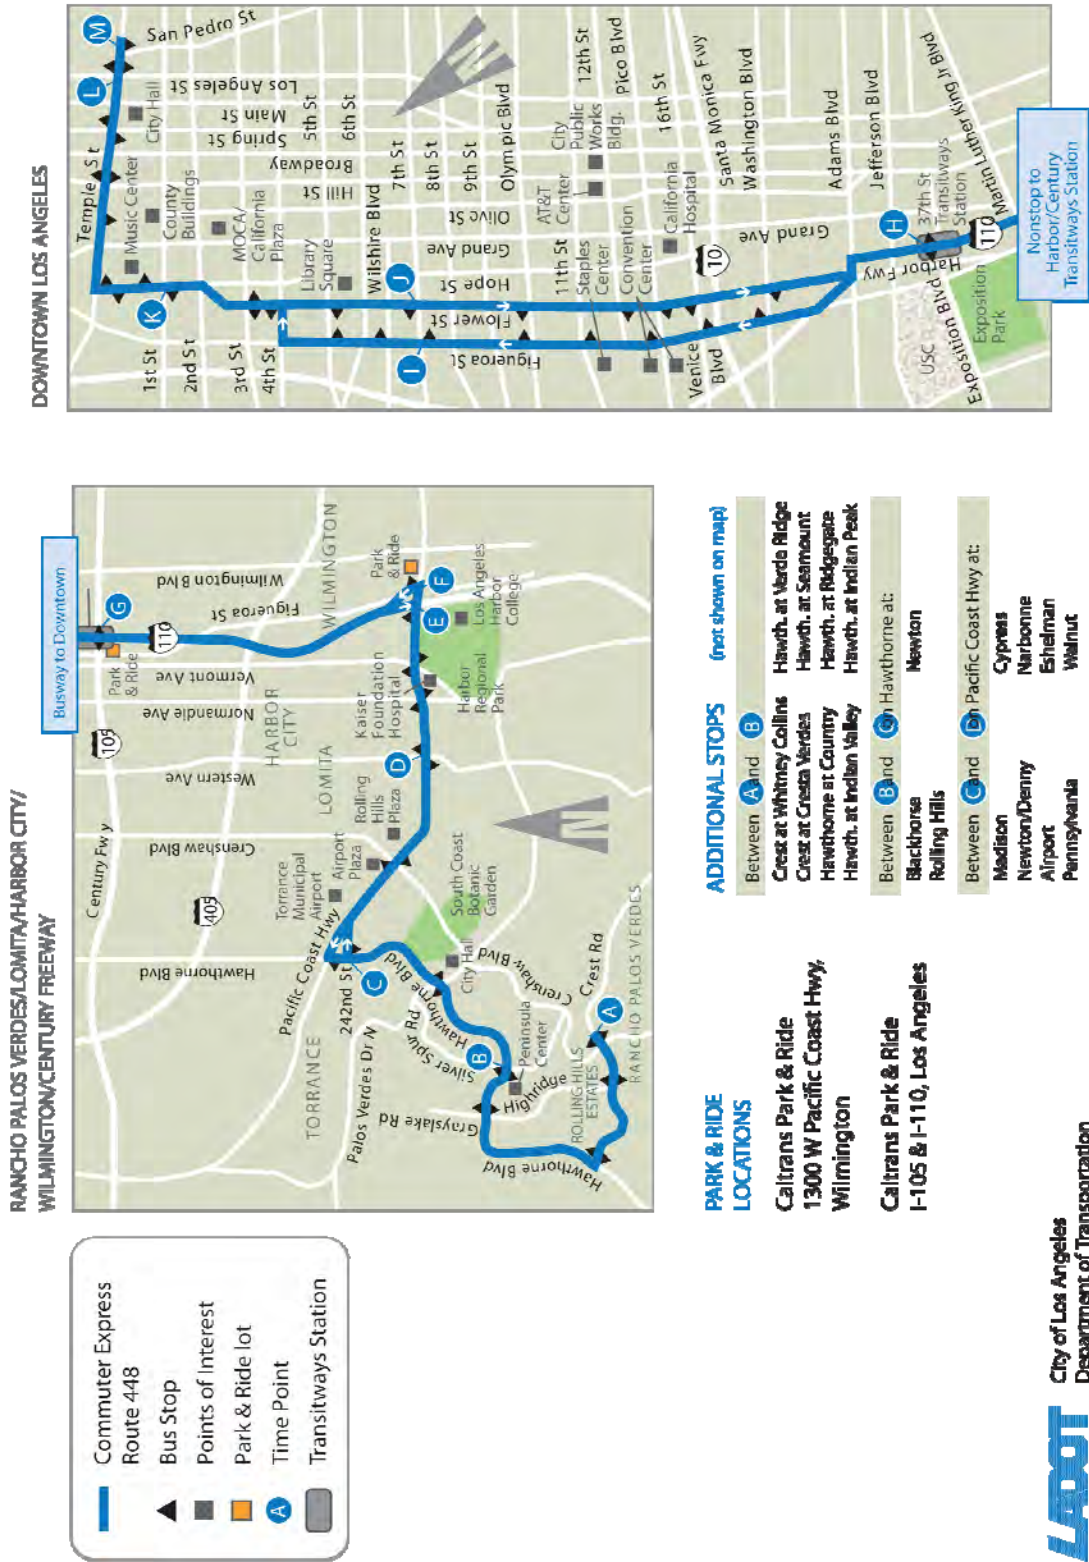 RANCHO PALOS VERDES/LOMITA/HARBOR CITY/
WILMINGTON/CENTURY FREEWAY
Commuter Express
Route 448
Bus Stop
Points of Interest
Park & Ride lot
A
Time Point
Transitways Station
Busway to Downtown
G
Park
& Ride
110
105
405
Century Fwy
Hawthorne Blvd
Crenshaw Blvd
Western Ave
Normandie Ave
Vermont Ave
Figueroa St
Wilmington Blvd
HARBOR
CITY
LOMITA
WILMINGTON
TORRANCE
Pacific Coast Hwy
242nd St
Palos Verdes Dr N
Torrance
Municipal
Airport
Airport
Plaza
Rolling
Hills
Plaza
Kaiser
Foundation
Hospital
Park
& Ride
Harbor
Regional
Park
Los Angeles
Harbor
College
C
D
E
F
South Coast
Botanic
Garden
City Hall
Hawthorne Blvd
Silver Spur Rd
Crenshaw Blvd
Crest Rd
Grayslake Rd
Highridge
Peninsula
Center
B
A
ROLLING HILLS
ESTATES
RANCHO PALOS VERDES
Hawthorne Blvd
PARK & RIDE
LOCATIONS
Caltrans Park & Ride
1300 W Pacific Coast Hwy,
Wilmington
Caltrans Park & Ride
I-105 & I-110, Los Angeles
ADDITIONAL STOPS (not shown on map)
Between A and B
Crest at Whitney Collins Hawth. at Verde Ridge
Crest at Cresta Verdes Hawth. at Seamount
Hawthorne at Country Hawth. at Ridgegate
Hawth. at Indian Valley Hawth. at Indian Peak
Between B and C on Hawthorne at:
Blackhorse Newton
Rolling Hills
Between C and D on Pacific Coast Hwy at:
Madison Cypress
Newton/Denny Narbonne
Airport Eshelman
Pennsylvania Walnut
LADOT
City of Los Angeles
Department of Transportation
DOWNTOWN LOS ANGELES
Temple St
San Pedro St
Los Angeles St
Main St
Spring St
Broadway
Hill St
Olive St
Grand Ave
Hope St
Flower St
Figueroa St
M
L
K
J
I
H
City Hall
Music Center
County
Buildings
MOCA/
California
Plaza
Library
Square
1st St
2nd St
3rd St
4th St
5th St
6th St
Wilshire Blvd
7th St
8th St
9th St
Olympic Blvd
11th St
12th St
Pico Blvd
Venice
Blvd
16th St
Santa Monica Fwy
Washington Blvd
Adams Blvd
Jefferson Blvd
AT&T
Center
City
Public
Works
Bldg.
Staples
Center
Convention
Center
California
Hospital
10
Grand Ave
37th St
Transitways
Station
110
Harbor Fwy
Martin Luther King Jr Blvd
Exposition Blvd
USC
Exposition
Park
Nonstop to
Harbor/Century
Transitways Station